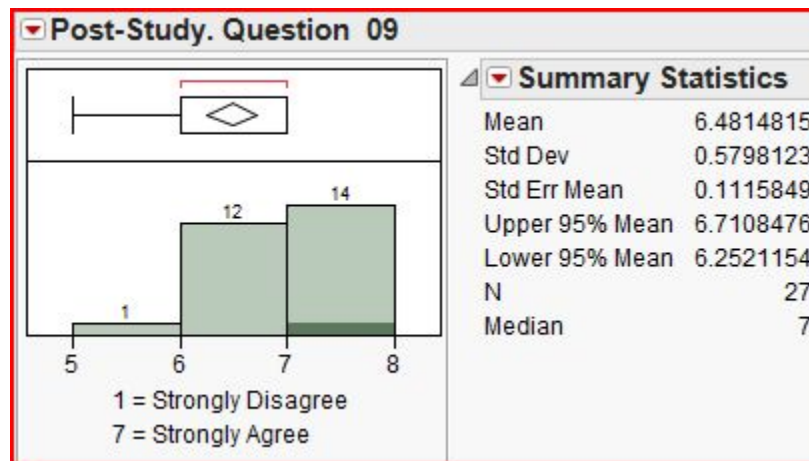 Post-Study. Question 09
12
14
1
5 6 7 8
1 = Strongly Disagree
7 = Strongly Agree
Summary Statistics
Mean 6.4814815
Std Dev 0.5798123
Std Err Mean 0.1115849
Upper 95% Mean 6.7108476
Lower 95% Mean 6.2521154
N 27
Median 7